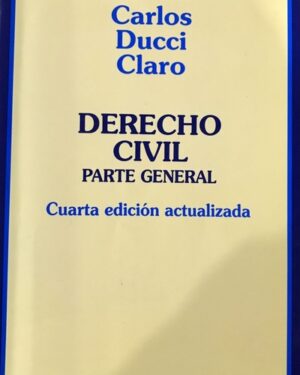 Carlos
Ducci
Claro
DERECHO
CIVIL
PARTE GENERAL
Cuarta edición actualizada